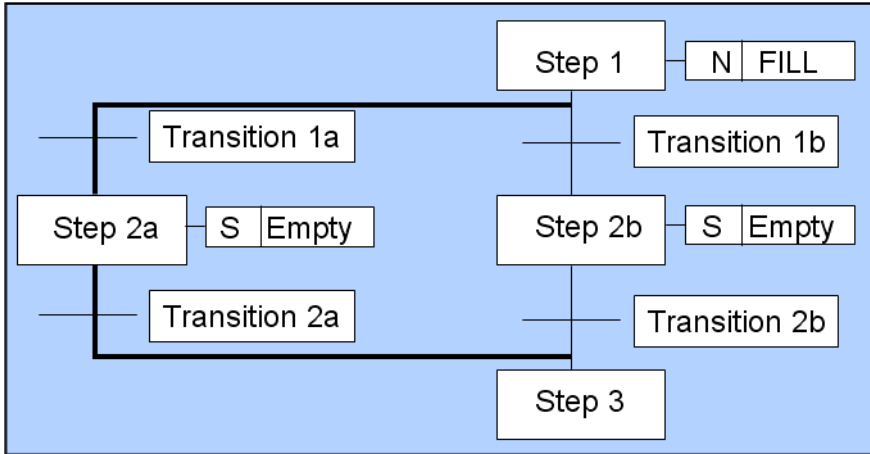 Step 1
N FILL
Transition 1a
Transition 1b
Step 2a
S Empty
Step 2b
S Empty
Transition 2a
Transition 2b
Step 3